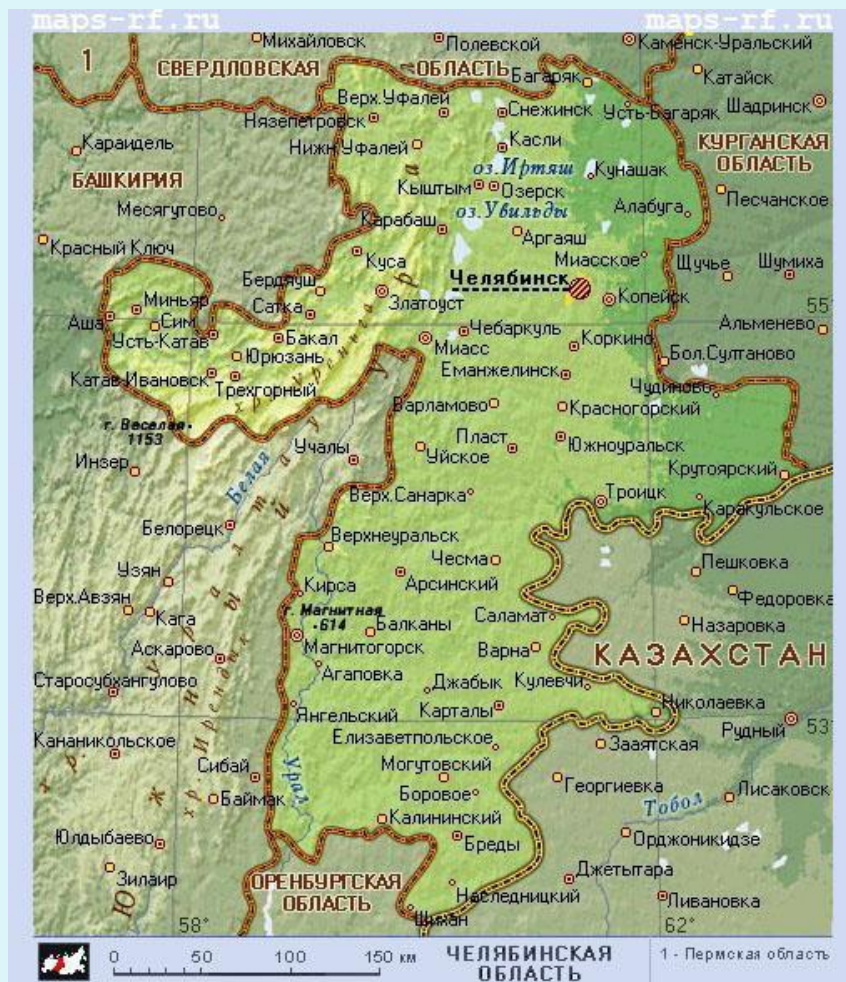 maps-rf.ru
maps-rf.ru
Михайловск
Полевской
Каменск-Уральский
1
СВЕРДЛОВСКАЯ
ОБЛАСТЬ
Багаряк
Катайск
Верх.Уфалей
Снежинск
Усть-Багаряк
Шадринск
Нязепетровск
Караидель
Нижн.Уфалей
Касли
КУРГАНСКАЯ
ОБЛАСТЬ
оз.Иртяш
Кунашак
БАШКИРИЯ
Кыштым
Озерск
Песчанское
Месягутово
оз.Увильды
Алабуга
Карабаш
Аргаяш
Красный Ключ
Куса
Миасское
Щучье
Шумиха
Бердяуш
Челябинск
Златоуст
Копейск
55°
Миньяр
Сатка
Аша
Сим
Чебаркуль
Альменево
Усть-Катав
Бакал
Миасс
Коркино
Юрюзань
Бол.Султаново
Катав-Ивановск
Еманжелинск
Трехгорный
Чудиново
хр. Уреньга
Варламово
Красногорский
г. Веселая
1153
Учалы
Пласт
Южноуральск
Уйское
Инзер
Белая
Крутоярский
Верх.Санарка
Троицк
Каракульское
Белорецк
Верхнеуральск
Чесма
Пешковка
Узян
Кирса
Арсинский
Федоровка
Верх.Авзян
Кага
г. Магнитная
614
Саламат
Балканы
Назаровка
Аскарово
Магнитогорск
Варна
КАЗАХСТАН
Агаповка
Старосубхангулово
Джабык
Кулевчи
Николаевка
Янгельский
Карталы
Рудный
53°
Кананикольское
Елизаветпольское
Зааятская
хр.Ирендык
Сибай
Могутовский
Георгиевка
Урал
Баймак
Боровое
Тобол
Лисаковск
Калининский
Юлдыбаево
Бреды
Орджоникидзе
Зилаир
ОРЕНБУРГСКАЯ
ОБЛАСТЬ
Джетыгара
Наследницкий
Ливановка
Шихан
58°
62°
0 50 100 150 км
ЧЕЛЯБИНСКАЯ
ОБЛАСТЬ
1 - Пермская область